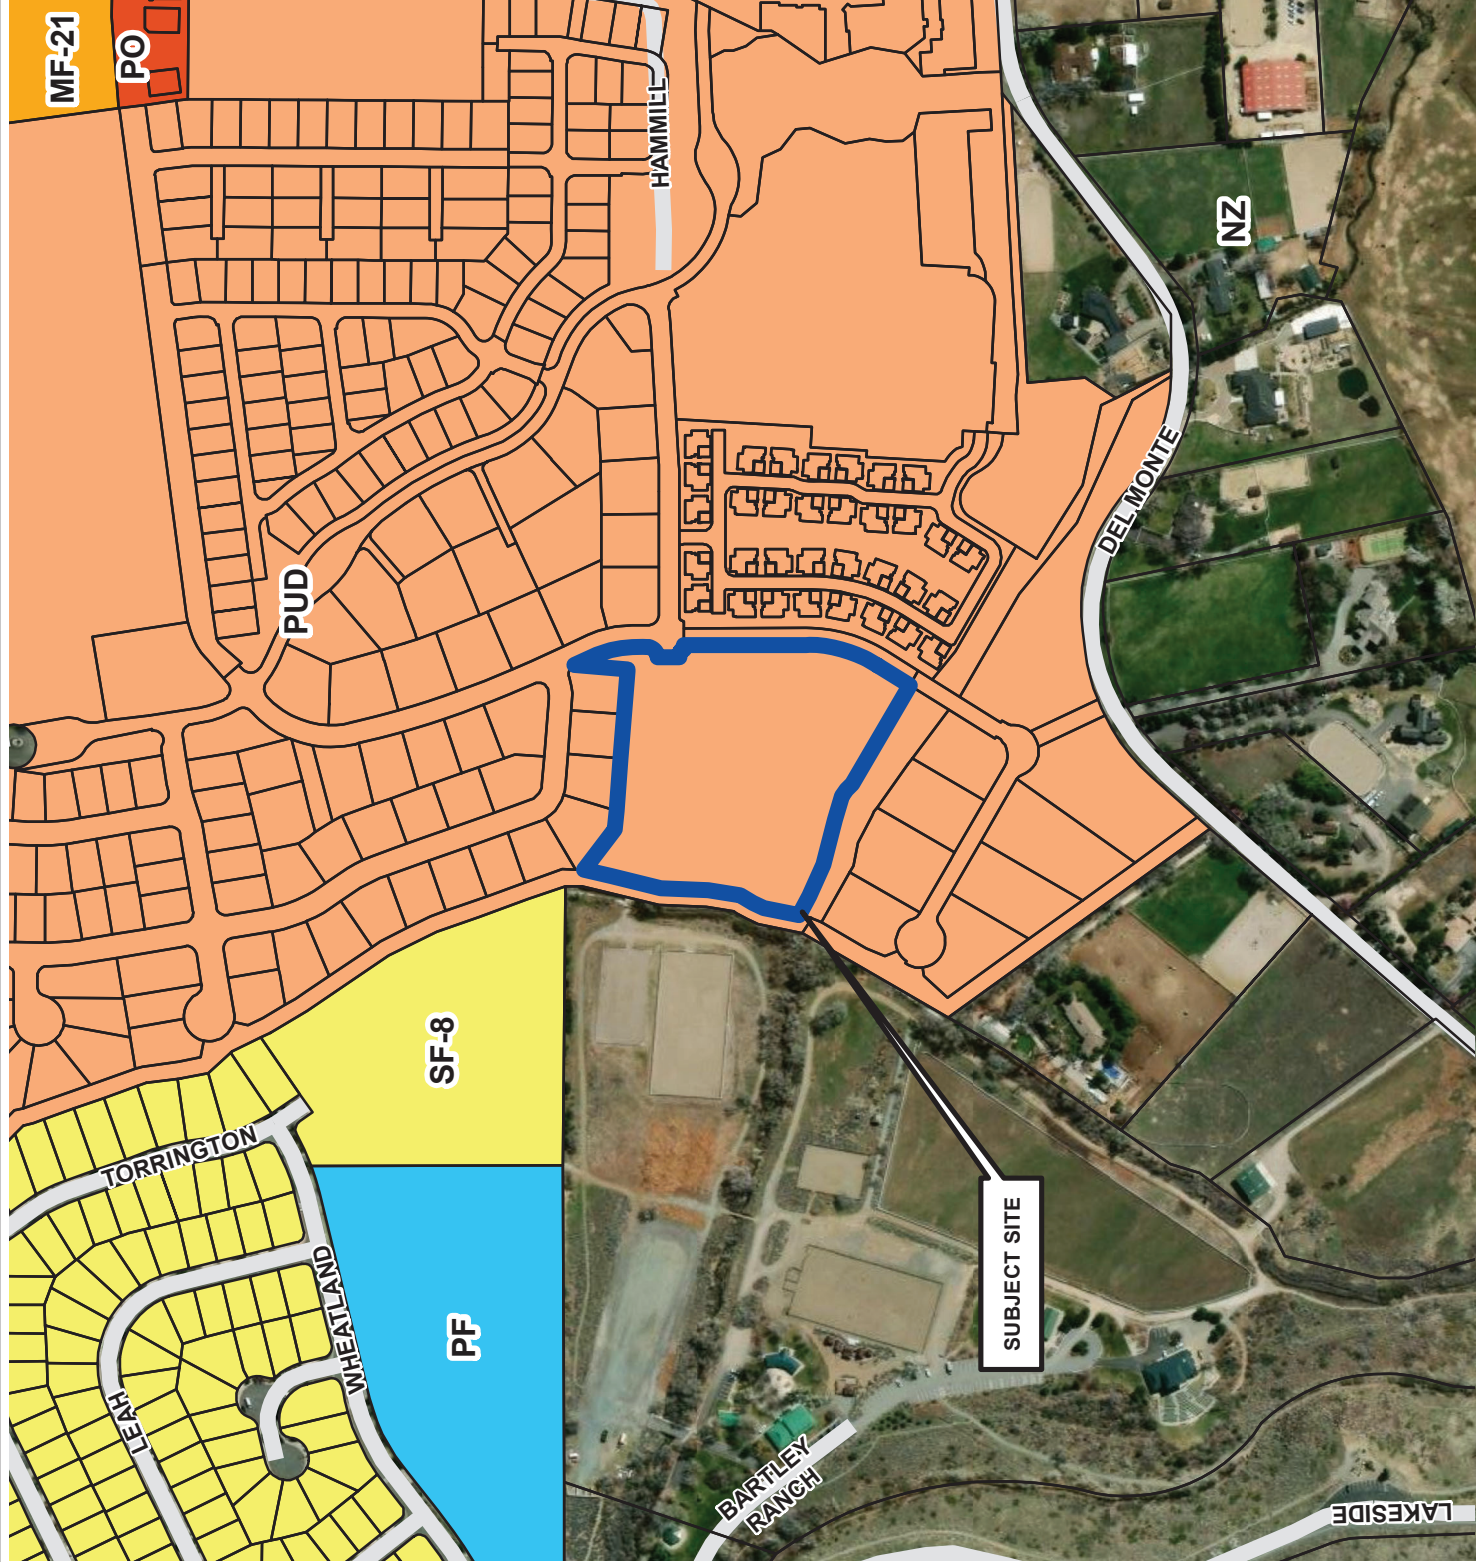 MF-21
PO
HAMMILL
NZ
DEL MONTE
PUD
SF-8
TORRINGTON
WHEATLAND
PF
LEAH
SUBJECT SITE
BARTLEY
RANCH
LAKESIDE